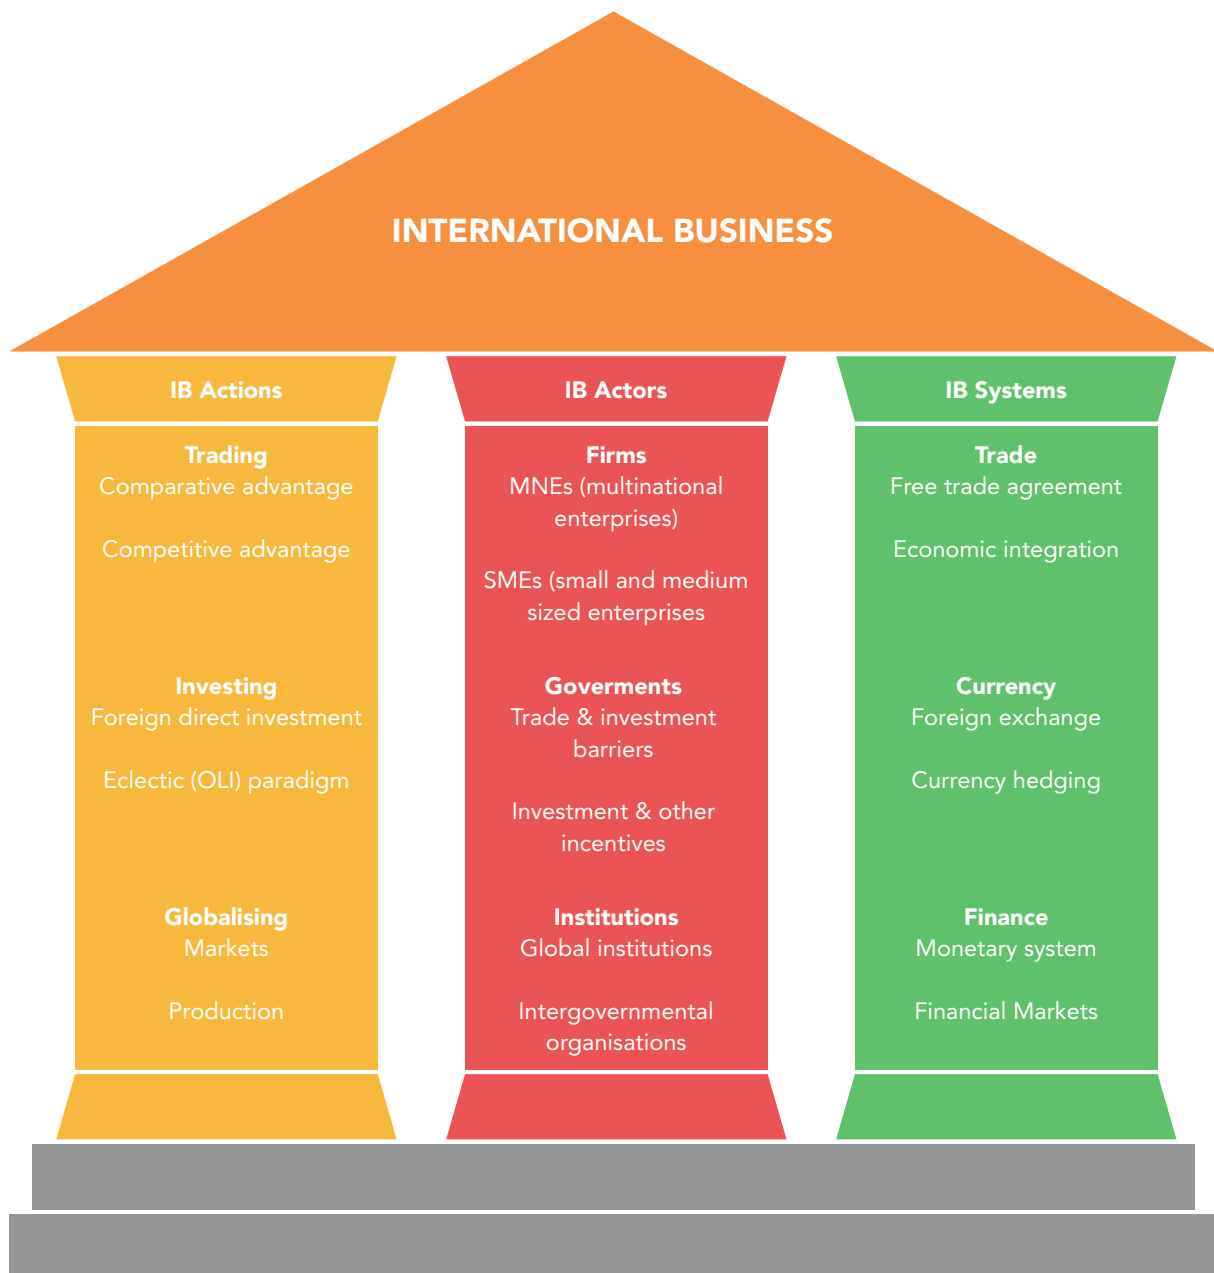 INTERNATIONAL BUSINESS
IB Actions
Trading
Comparative advantage
Competitive advantage
Investing
Foreign direct investment
Eclectic (OLI) paradigm
Globalising
Markets
Production
IB Actors
Firms
MNEs (multinational
enterprises)
SMEs (small and medium
sized enterprises
Goverments
Trade & investment
barriers
Investment & other
incentives
Institutions
Global institutions
Intergovernmental
organisations
IB Systems
Trade
Free trade agreement
Economic integration
Currency
Foreign exchange
Currency hedging
Finance
Monetary system
Financial Markets